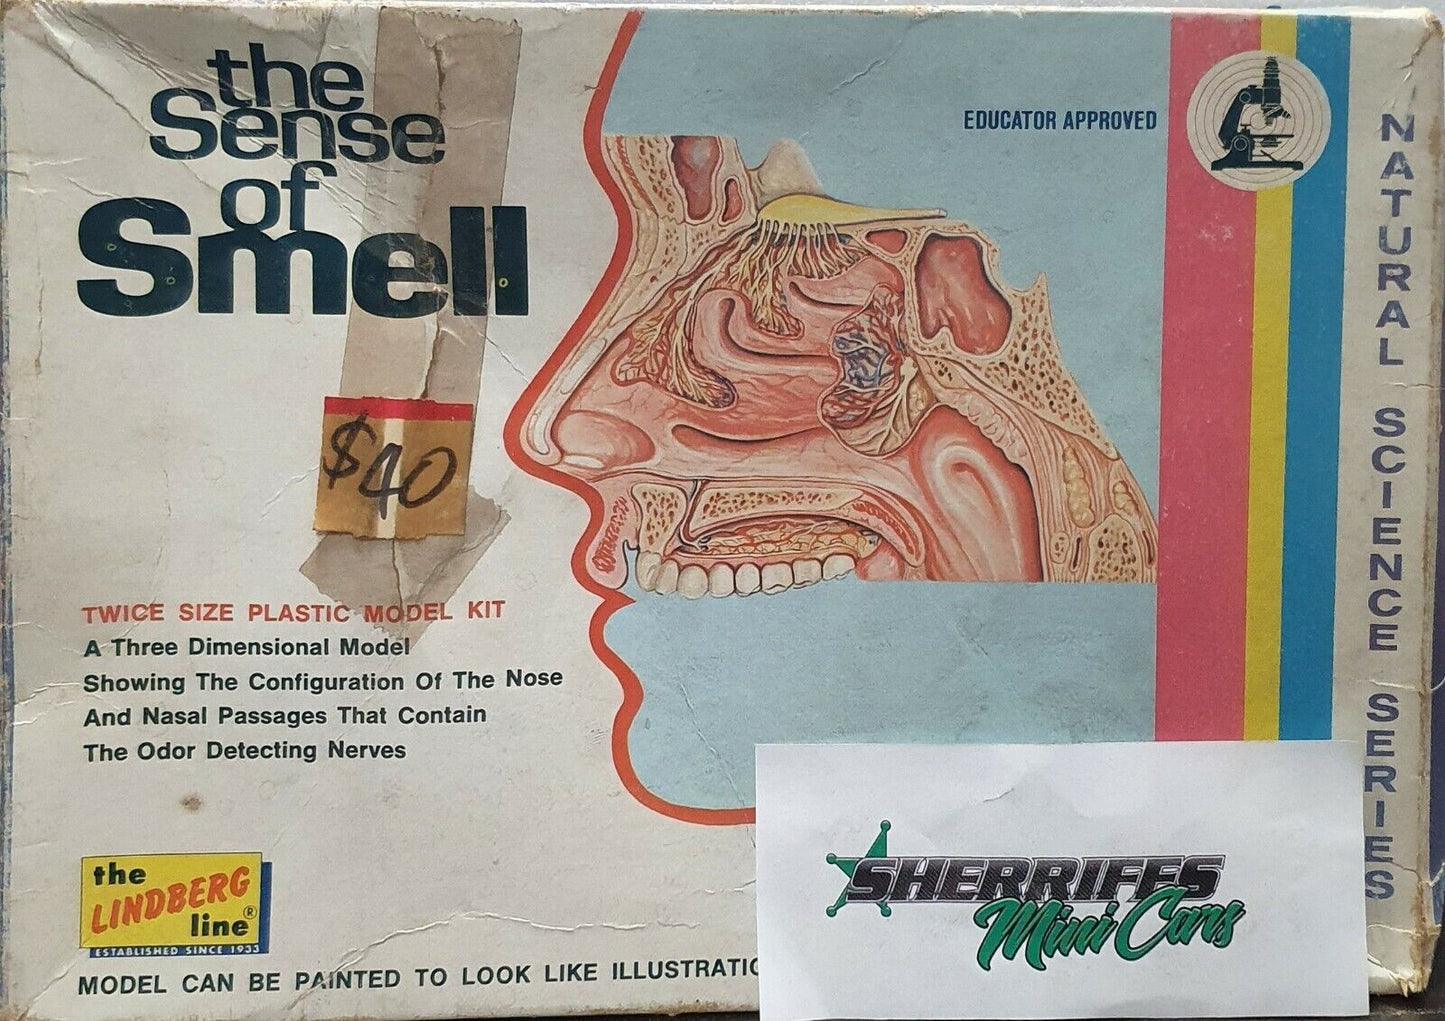 the
Sense
of
Smell
$40
TWICE SIZE PLASTIC MODEL KIT
A Three Dimensional Model
Showing The Configuration Of The Nose
And Nasal Passages That Contain
The Odor Detecting Nerves
the
LINDBERG
line®
ESTABLISHED SINCE 1933
MODEL CAN BE PAINTED TO LOOK LIKE ILLUSTRATIO
EDUCATOR APPROVED
NATURAL SCIENCE SERIES
SHERRIFFS
Mini Cars